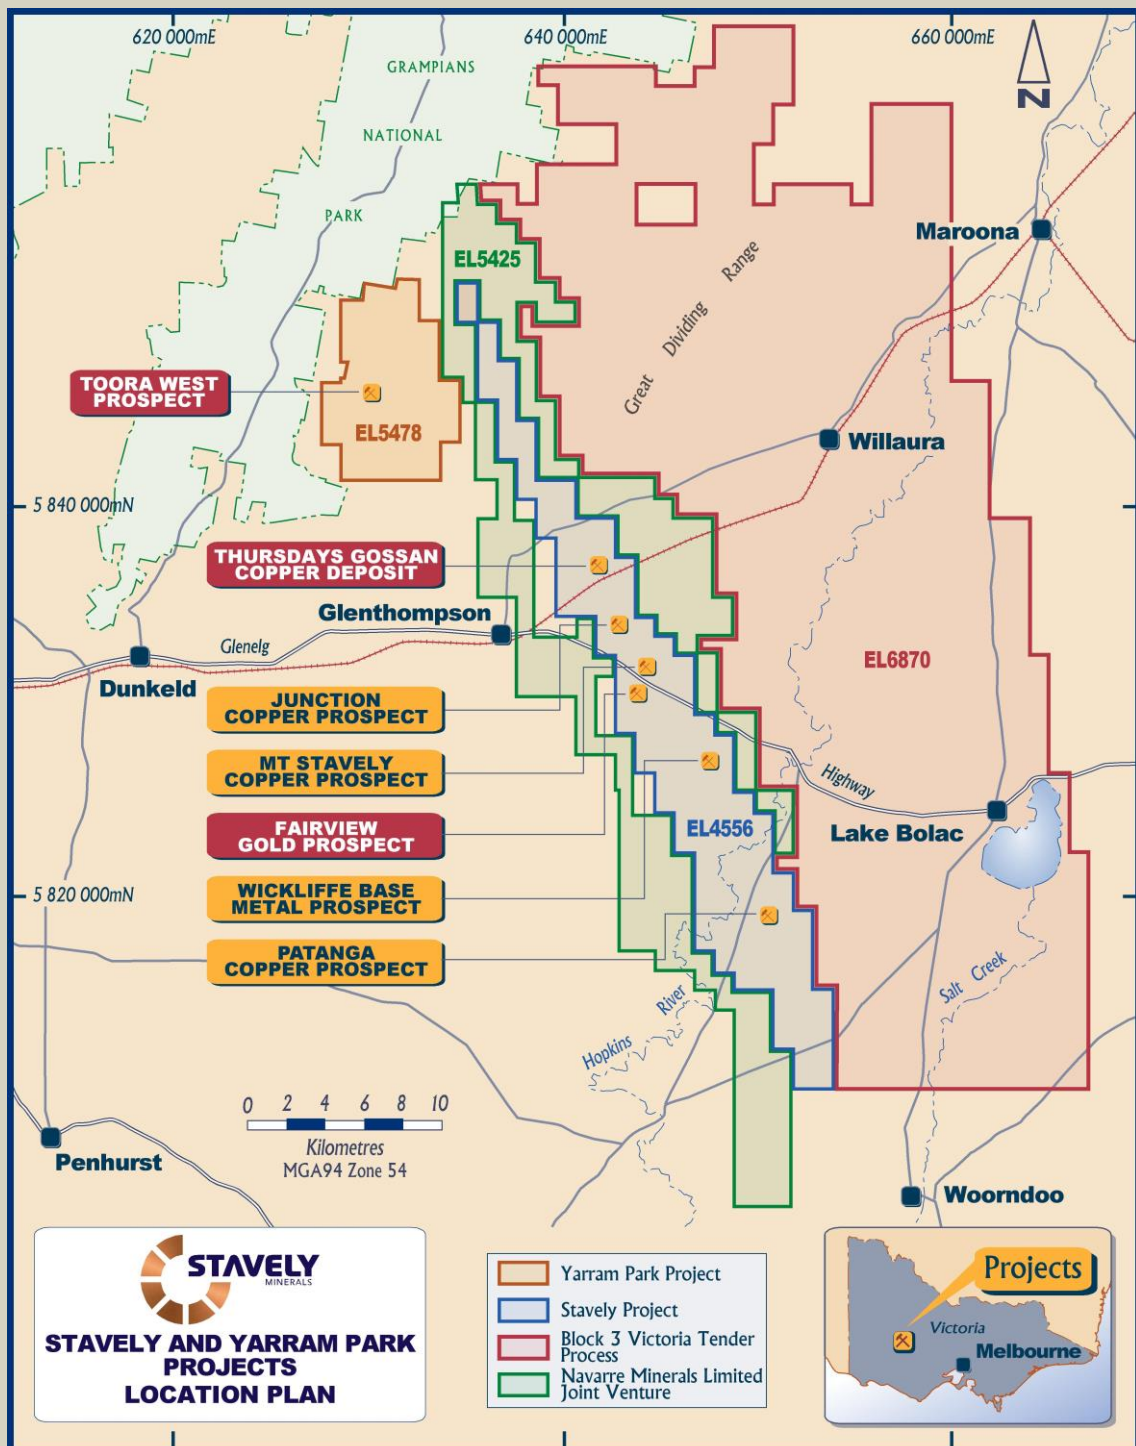 620 000mE
640 000mE
660 000mE
GRAMPIANS
NATIONAL
PARK
N
Maroona
EL5425
Great Dividing Range
TOORA WEST
PROSPECT
EL5478
Willaura
5 840 000mN
THURSDAYS GOSSAN
COPPER DEPOSIT
Glenthompson
Glenelg
Dunkeld
EL6870
JUNCTION
COPPER PROSPECT
MT STAVELY
COPPER PROSPECT
Highway
FAIRVIEW
GOLD PROSPECT
EL4556
Lake Bolac
5 820 000mN
WICKLIFFE BASE
METAL PROSPECT
PATANGA
COPPER PROSPECT
Salt Creek
Hopkins River
0 2 4 6 8 10
Kilometres
MGA94 Zone 54
Penhurst
Woorndoo
STAVELY
MINERALS
STAVELY AND YARRAM PARK
PROJECTS
LOCATION PLAN
Yarram Park Project
Stavely Project
Block 3 Victoria Tender
Process
Navarre Minerals Limited
Joint Venture
Projects
Victoria
Melbourne